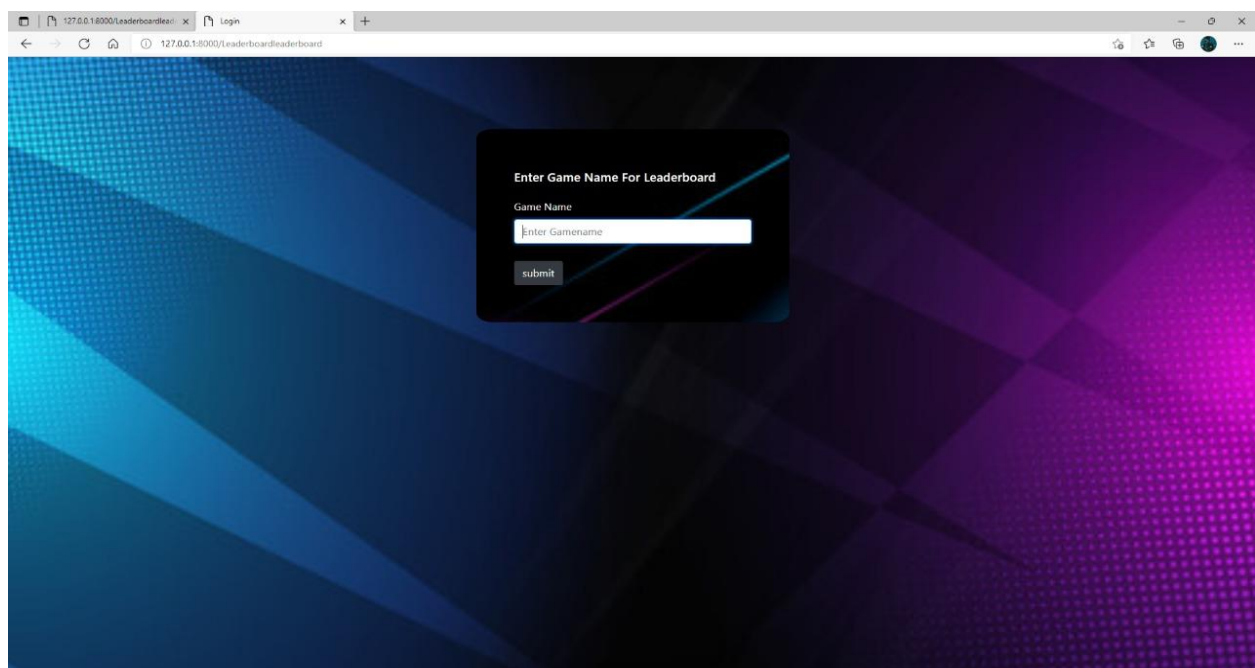 127.0.0.1:8000/Leaderboardlead
Login
127.0.0.1:8000/Leaderboardleaderboard
Enter Game Name For Leaderboard
Game Name
Enter Gamename
submit